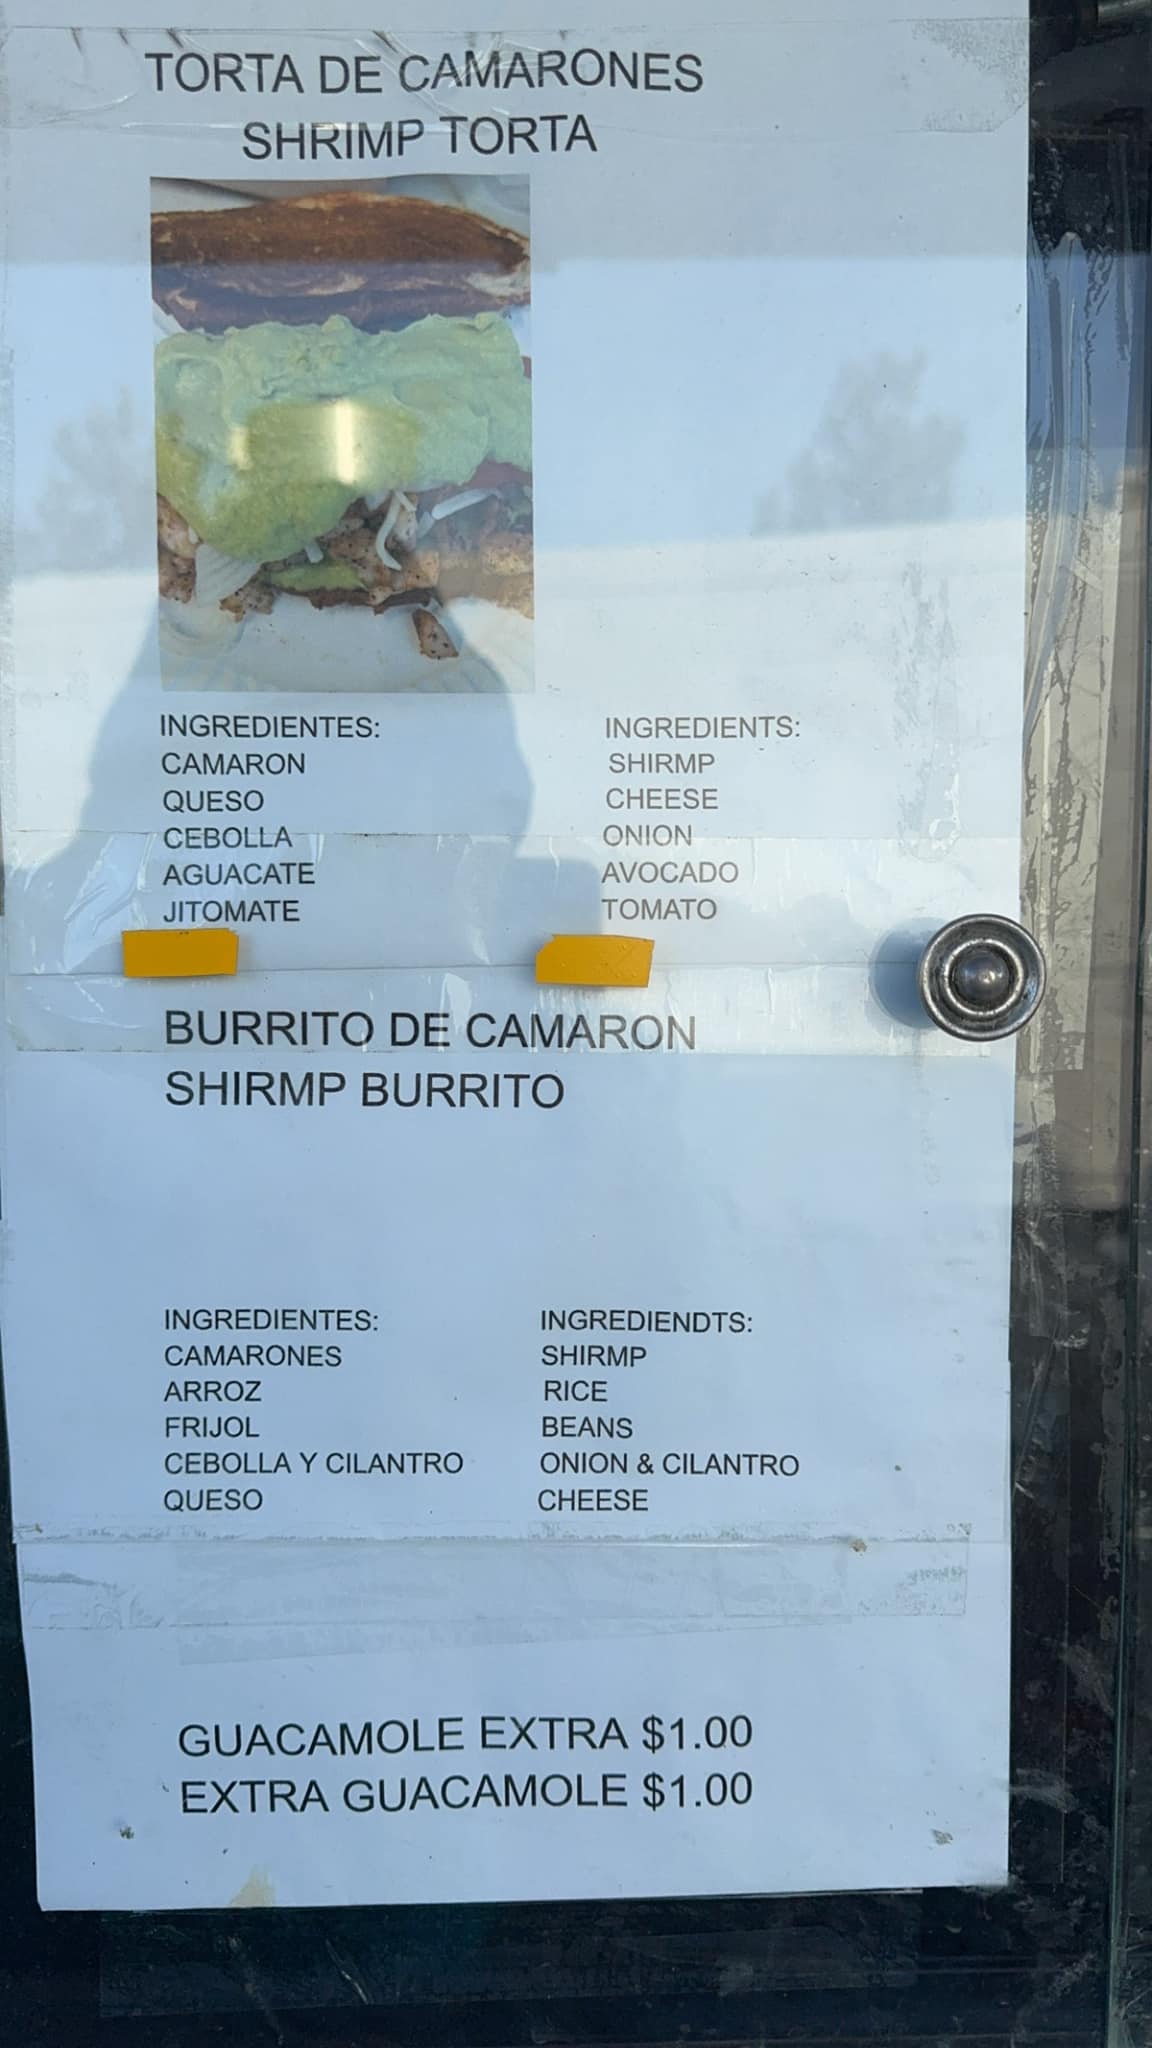 TORTA DE CAMARONES
SHRIMP TORTA
INGREDIENTES:
CAMARON
QUESO
CEBOLLA
AGUACATE
JITOMATE
INGREDIENTS:
SHIRMP
CHEESE
ONION
AVOCADO
TOMATO
BURRITO DE CAMARON
SHIRMP BURRITO
INGREDIENTES:
CAMARONES
ARROZ
FRIJOL
CEBOLLA Y CILANTRO
QUESO
INGREDIENDTS:
SHIRMP
RICE
BEANS
ONION & CILANTRO
CHEESE
GUACAMOLE EXTRA $1.00
EXTRA GUACAMOLE $1.00